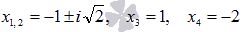 x₁,₂ = −1 ± i√2, x₃ = 1, x₄ = −2